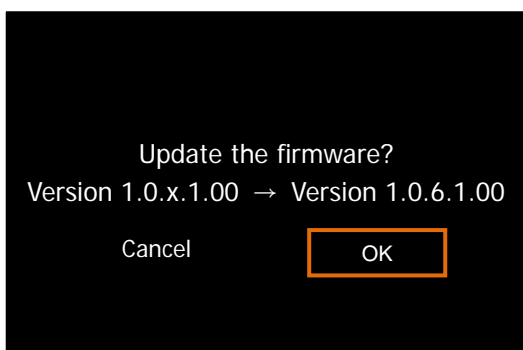 Update the firmware?
Version 1.0.x.1.00 → Version 1.0.6.1.00
Cancel OK